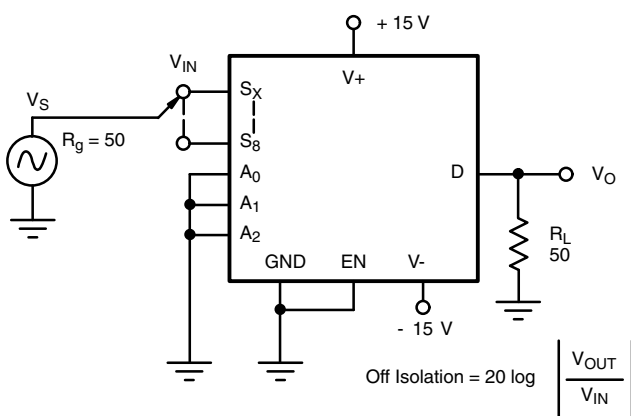 + 15 V
V+
V_IN
V_S
R_g = 50
S_X
S_8
A_0
A_1
A_2
D
V_O
R_L
50
GND
EN
V-
- 15 V
Off Isolation = 20 log
V_OUT
V_IN